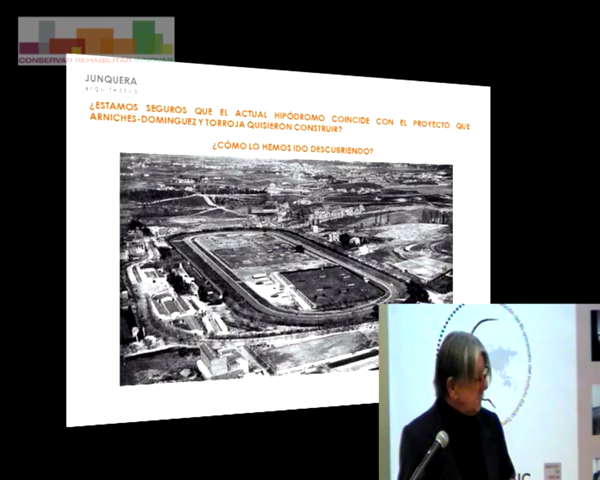 CONSERVAR REHABILITAR
JUNQUERA
arquitectos
¿ESTAMOS SEGUROS QUE EL ACTUAL HIPÓDROMO COINCIDE CON EL PROYECTO QUE
ARNICHES-DOMINGUEZ Y TORROJA QUISIERON CONSTRUIR?
¿CÓMO LO HEMOS IDO DESCUBRIENDO?